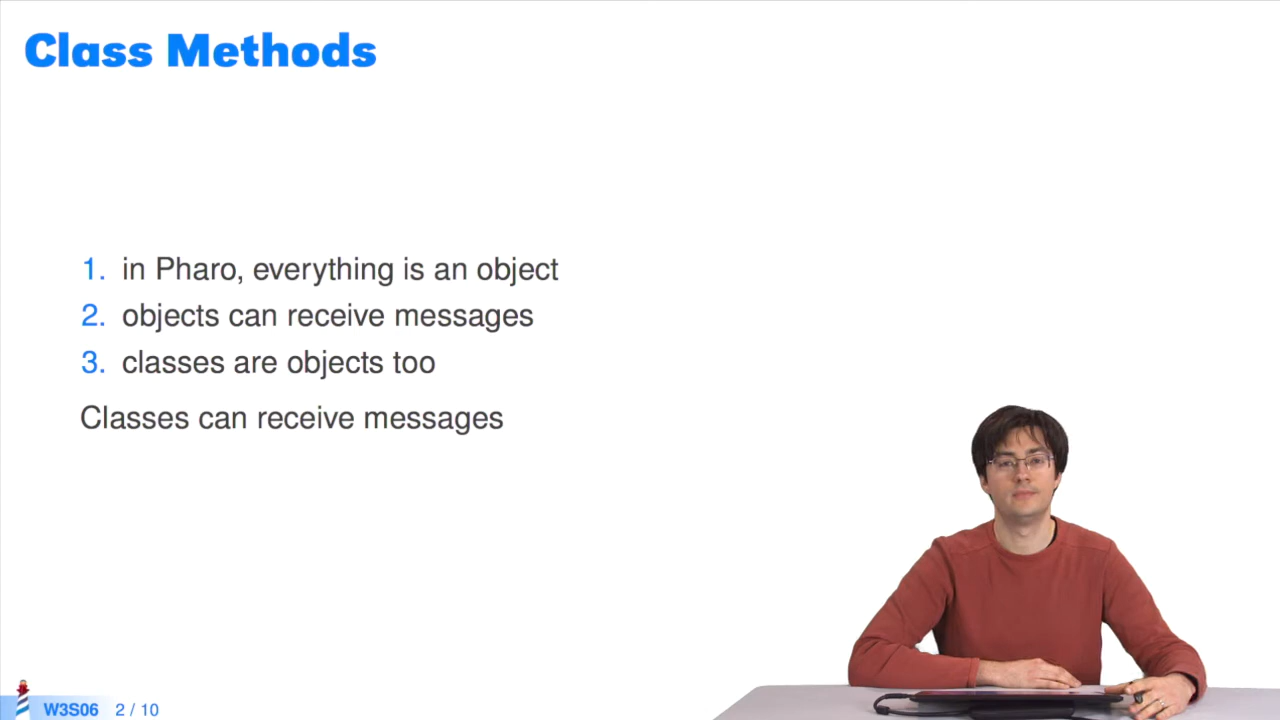 Class Methods
1. in Pharo, everything is an object
2. objects can receive messages
3. classes are objects too
Classes can receive messages
W3S06 2 / 10